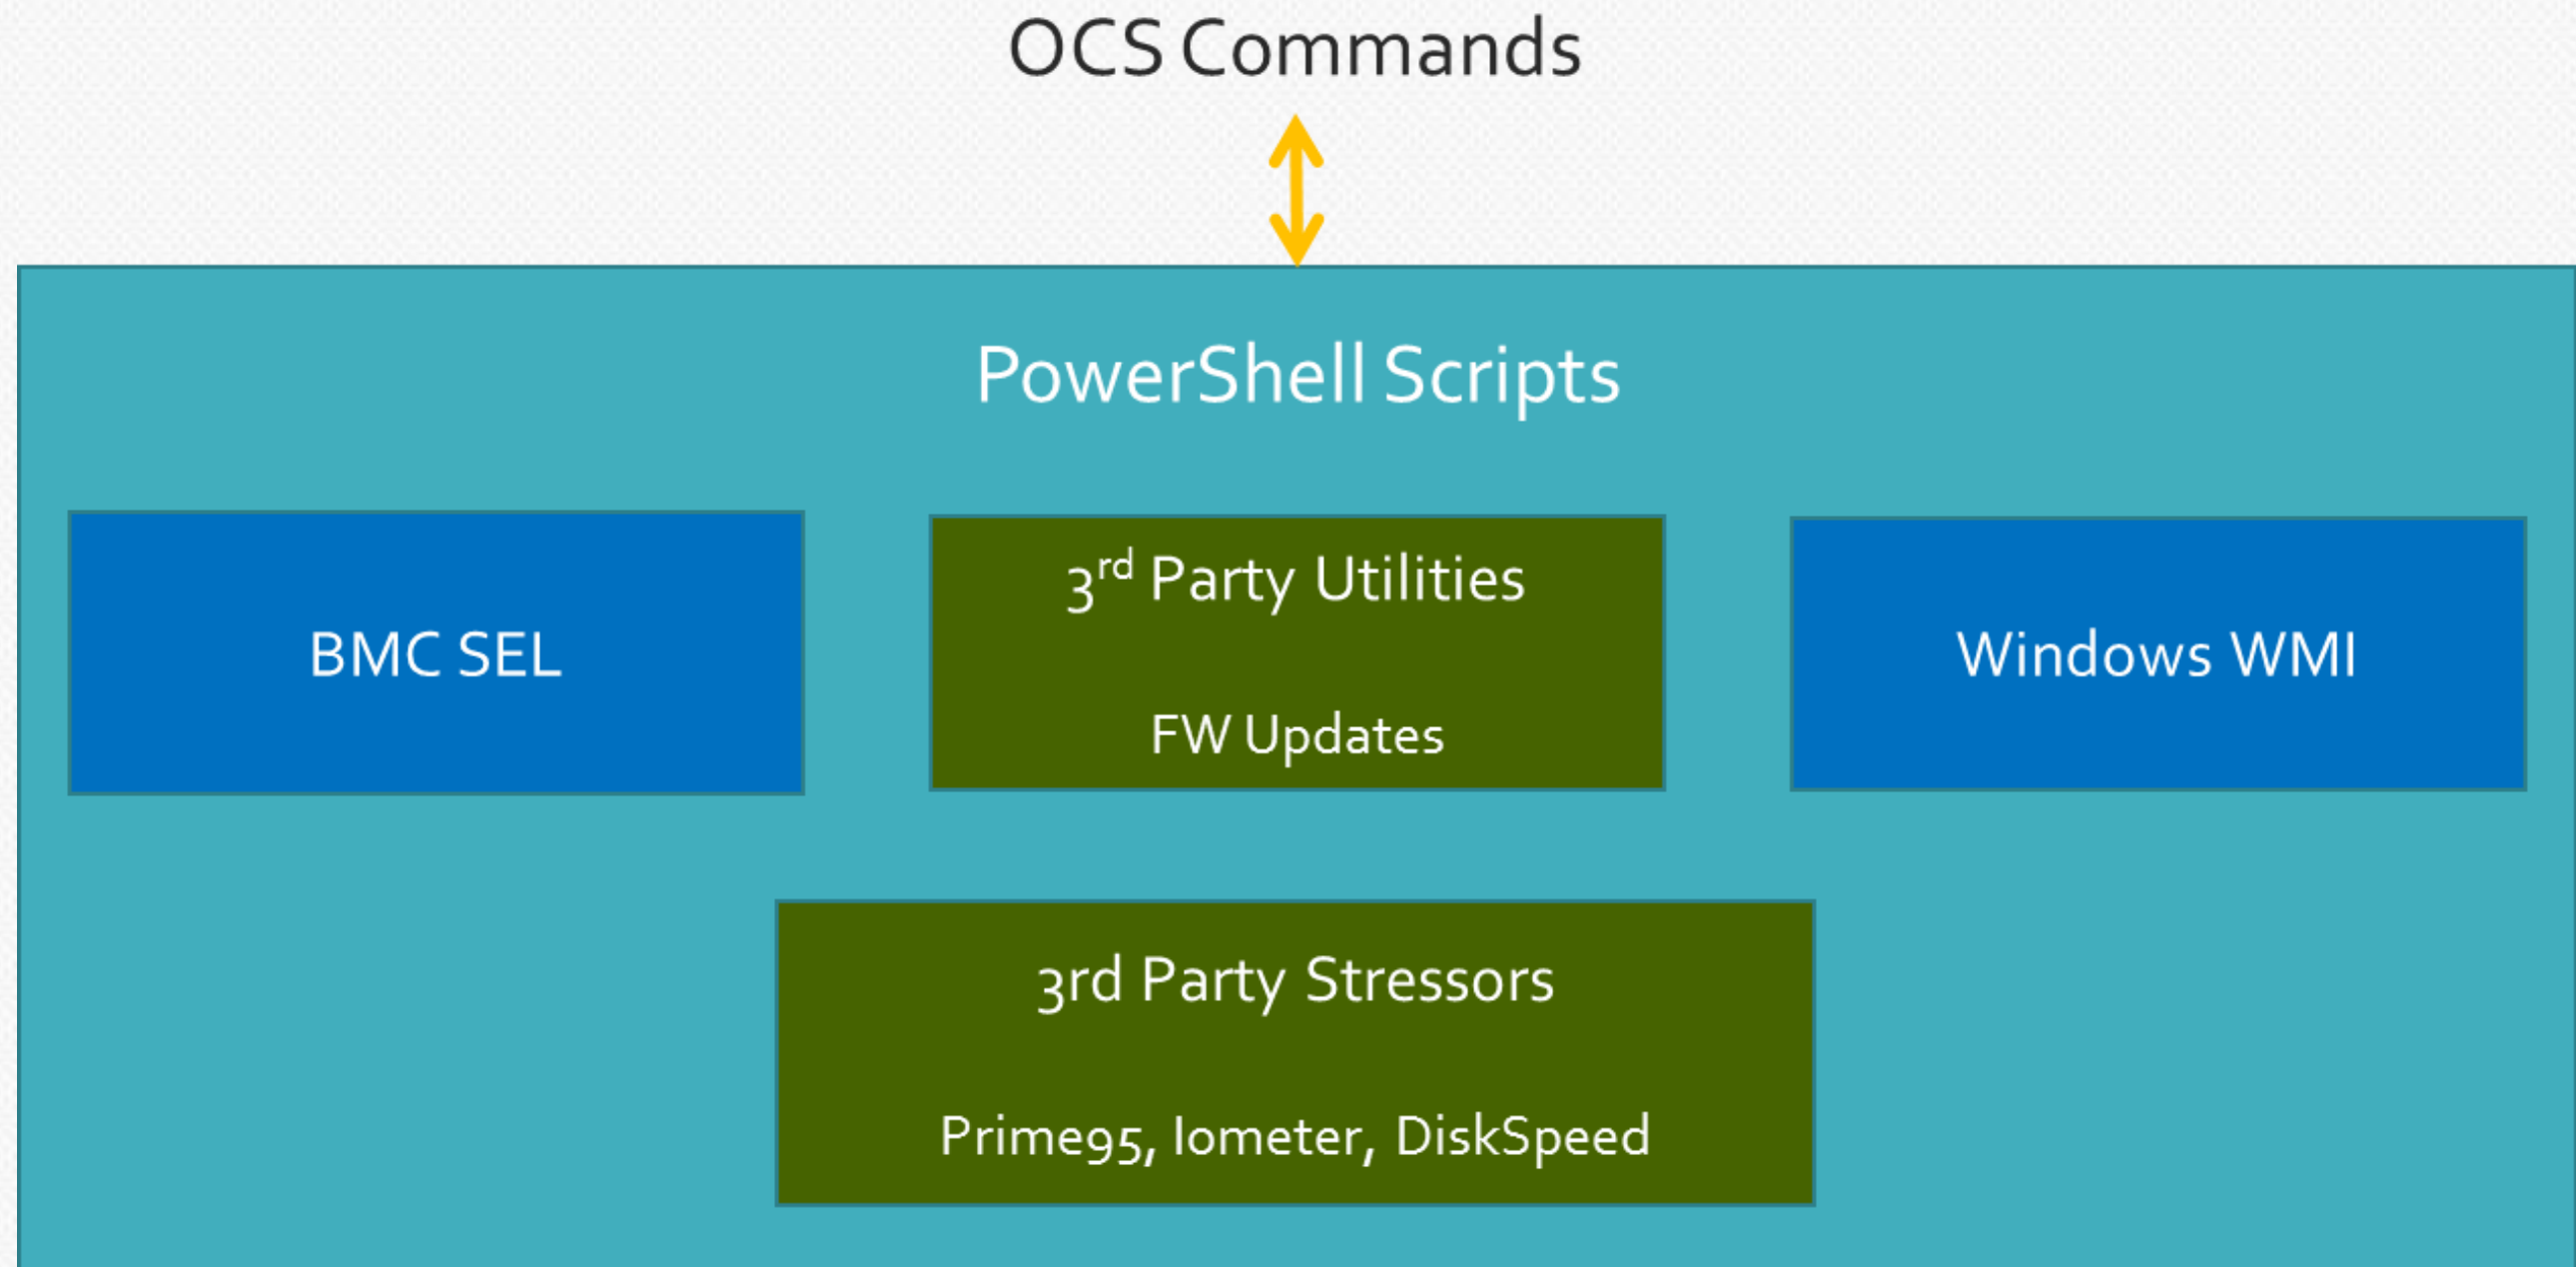 OCS Commands
PowerShell Scripts
BMC SEL
3rd Party Utilities
FW Updates
Windows WMI
3rd Party Stressors
Prime95, Iometer, DiskSpeed